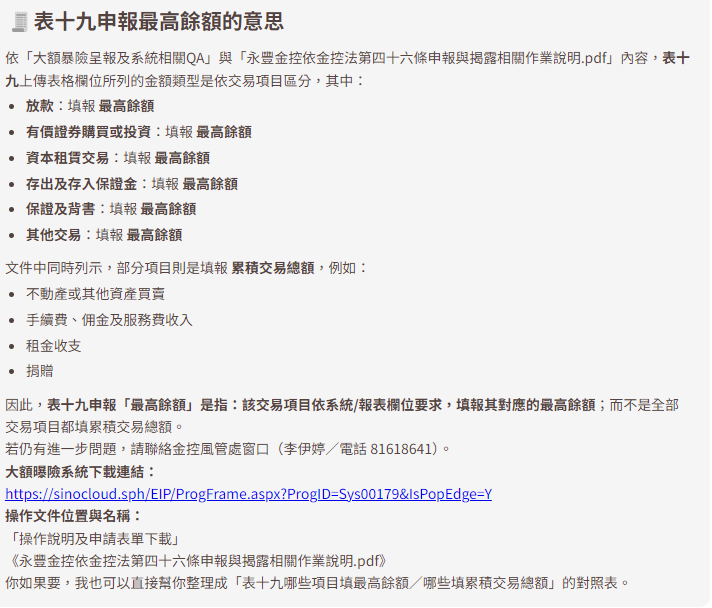 表十九申報最高餘額的意思
依「大額暴險呈報及系統相關QA」與「永豐金控依金控法第四十六條申報與揭露相關作業說明.pdf」內容，表十
九上傳表格欄位所列的金額類型是依交易項目區分，其中：
• 放款：填報 最高餘額
• 有價證券購買或投資：填報 最高餘額
• 資本租賃交易：填報 最高餘額
• 存出及存入保證金：填報 最高餘額
• 保證及背書：填報 最高餘額
• 其他交易：填報 最高餘額
文件中同時列示，部分項目則是填報 累積交易總額，例如：
• 不動產或其他資產買賣
• 手續費、佣金及服務費收入
• 租金收支
• 捐贈
因此，表十九申報「最高餘額」是指：該交易項目依系統/報表欄位要求，填報其對應的最高餘額；而不是全部
交易項目都填累積交易總額。
若仍有進一步問題，請聯絡金控風管處窗口（李伊婷／電話 81618641）。
大額曝險系統下載連結：
https://sinocloud.sph/EIP/ProgFrame.aspx?ProgID=Sys00179&IsPopEdge=Y
操作文件位置與名稱：
「操作說明及申請表單下載」
《永豐金控依金控法第四十六條申報與揭露相關作業說明.pdf》
你如果要，我也可以直接幫你整理成「表十九哪些項目填最高餘額／哪些填累積交易總額」的對照表。